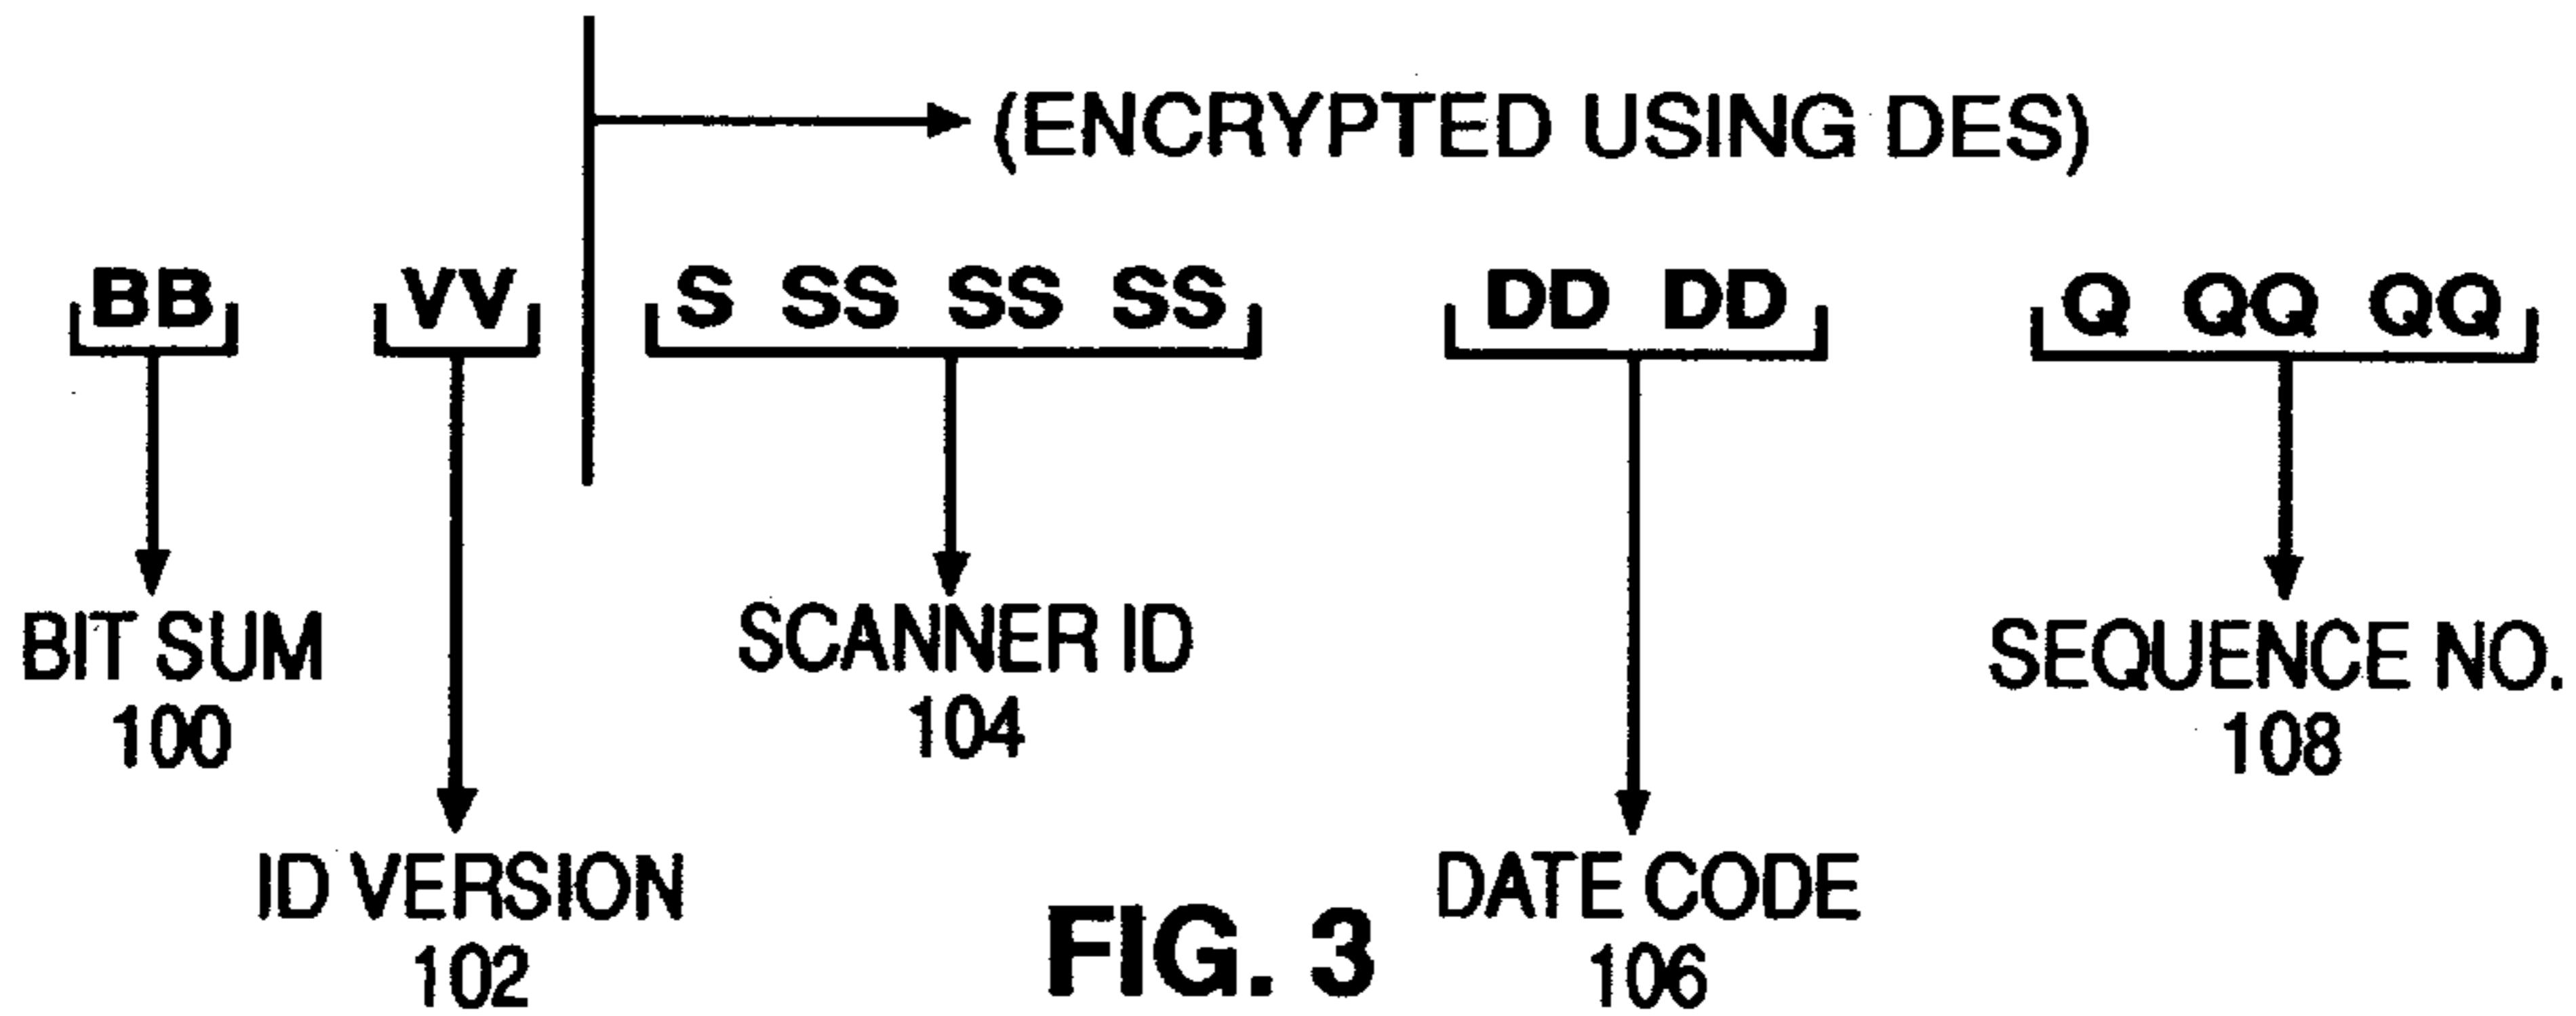 (ENCRYPTED USING DES)
BB VV S SS SS SS DD DD Q QQ QQ
BIT SUM
100
SCANNER ID
104
SEQUENCE NO.
108
ID VERSION
102
DATE CODE
106
FIG. 3